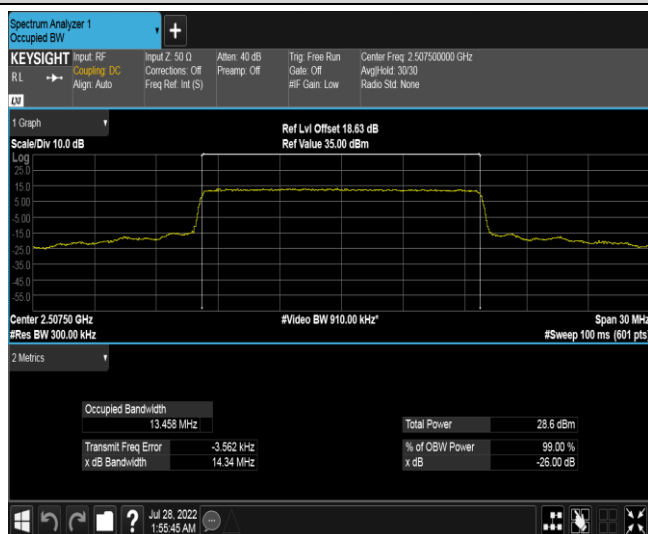 Spectrum Analyzer 1
Occupied BW
+
KEYSIGHT
R L
LXI
Input: RF
Coupling: DC
Align: Auto
Input Z: 50 Ω
Corrections: Off
Freq Ref: Int (S)
Atten: 40 dB
Preamp: Off
Trig: Free Run
Gate: Off
#IF Gain: Low
Center Freq: 2.507500000 GHz
Avg|Hold: 30/30
Radio Std: None
1 Graph
Scale/Div 10.0 dB
Ref Lvl Offset 18.63 dB
Ref Value 35.00 dBm
Log
25.0
15.0
5.00
-5.00
-15.0
-25.0
-35.0
-45.0
-55.0
Center 2.50750 GHz
#Res BW 300.00 kHz
#Video BW 910.00 kHz*
Span 30 MHz
#Sweep 100 ms (601 pts)
2 Metrics
Occupied Bandwidth
13.458 MHz
Transmit Freq Error -3.562 kHz
x dB Bandwidth 14.34 MHz
Total Power 28.6 dBm
% of OBW Power 99.00 %
x dB -26.00 dB
?
Jul 28, 2022
1:55:45 AM